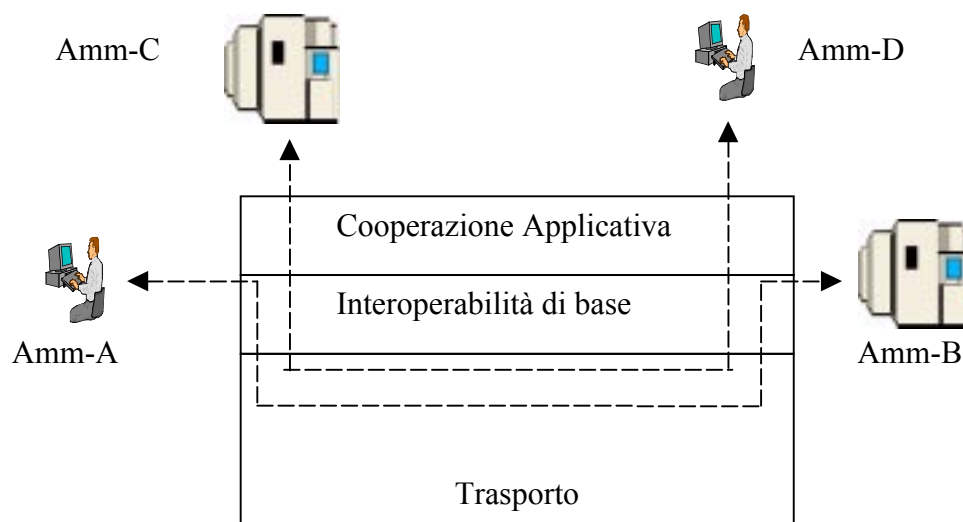 Amm-C
Amm-D
Cooperazione Applicativa
Interoperabilità di base
Amm-A
Amm-B
Trasporto